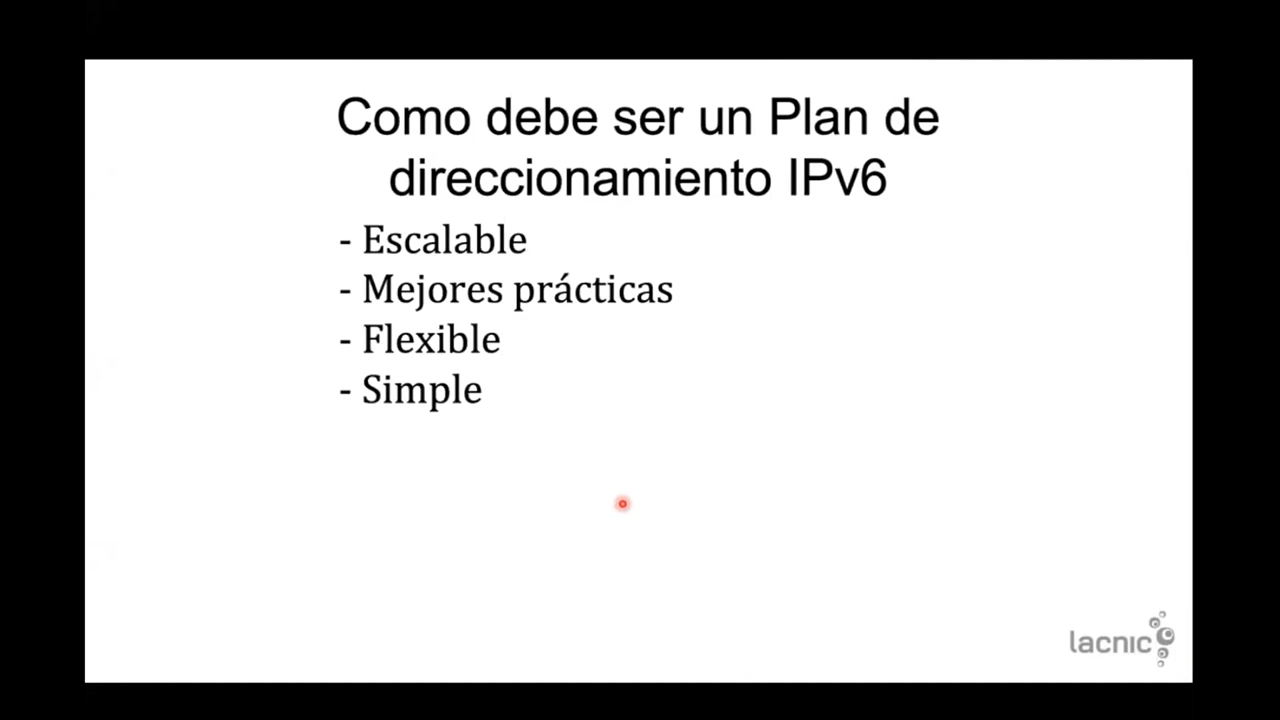 Como debe ser un Plan de
direccionamiento IPv6
- Escalable
- Mejores prácticas
- Flexible
- Simple
lacnic